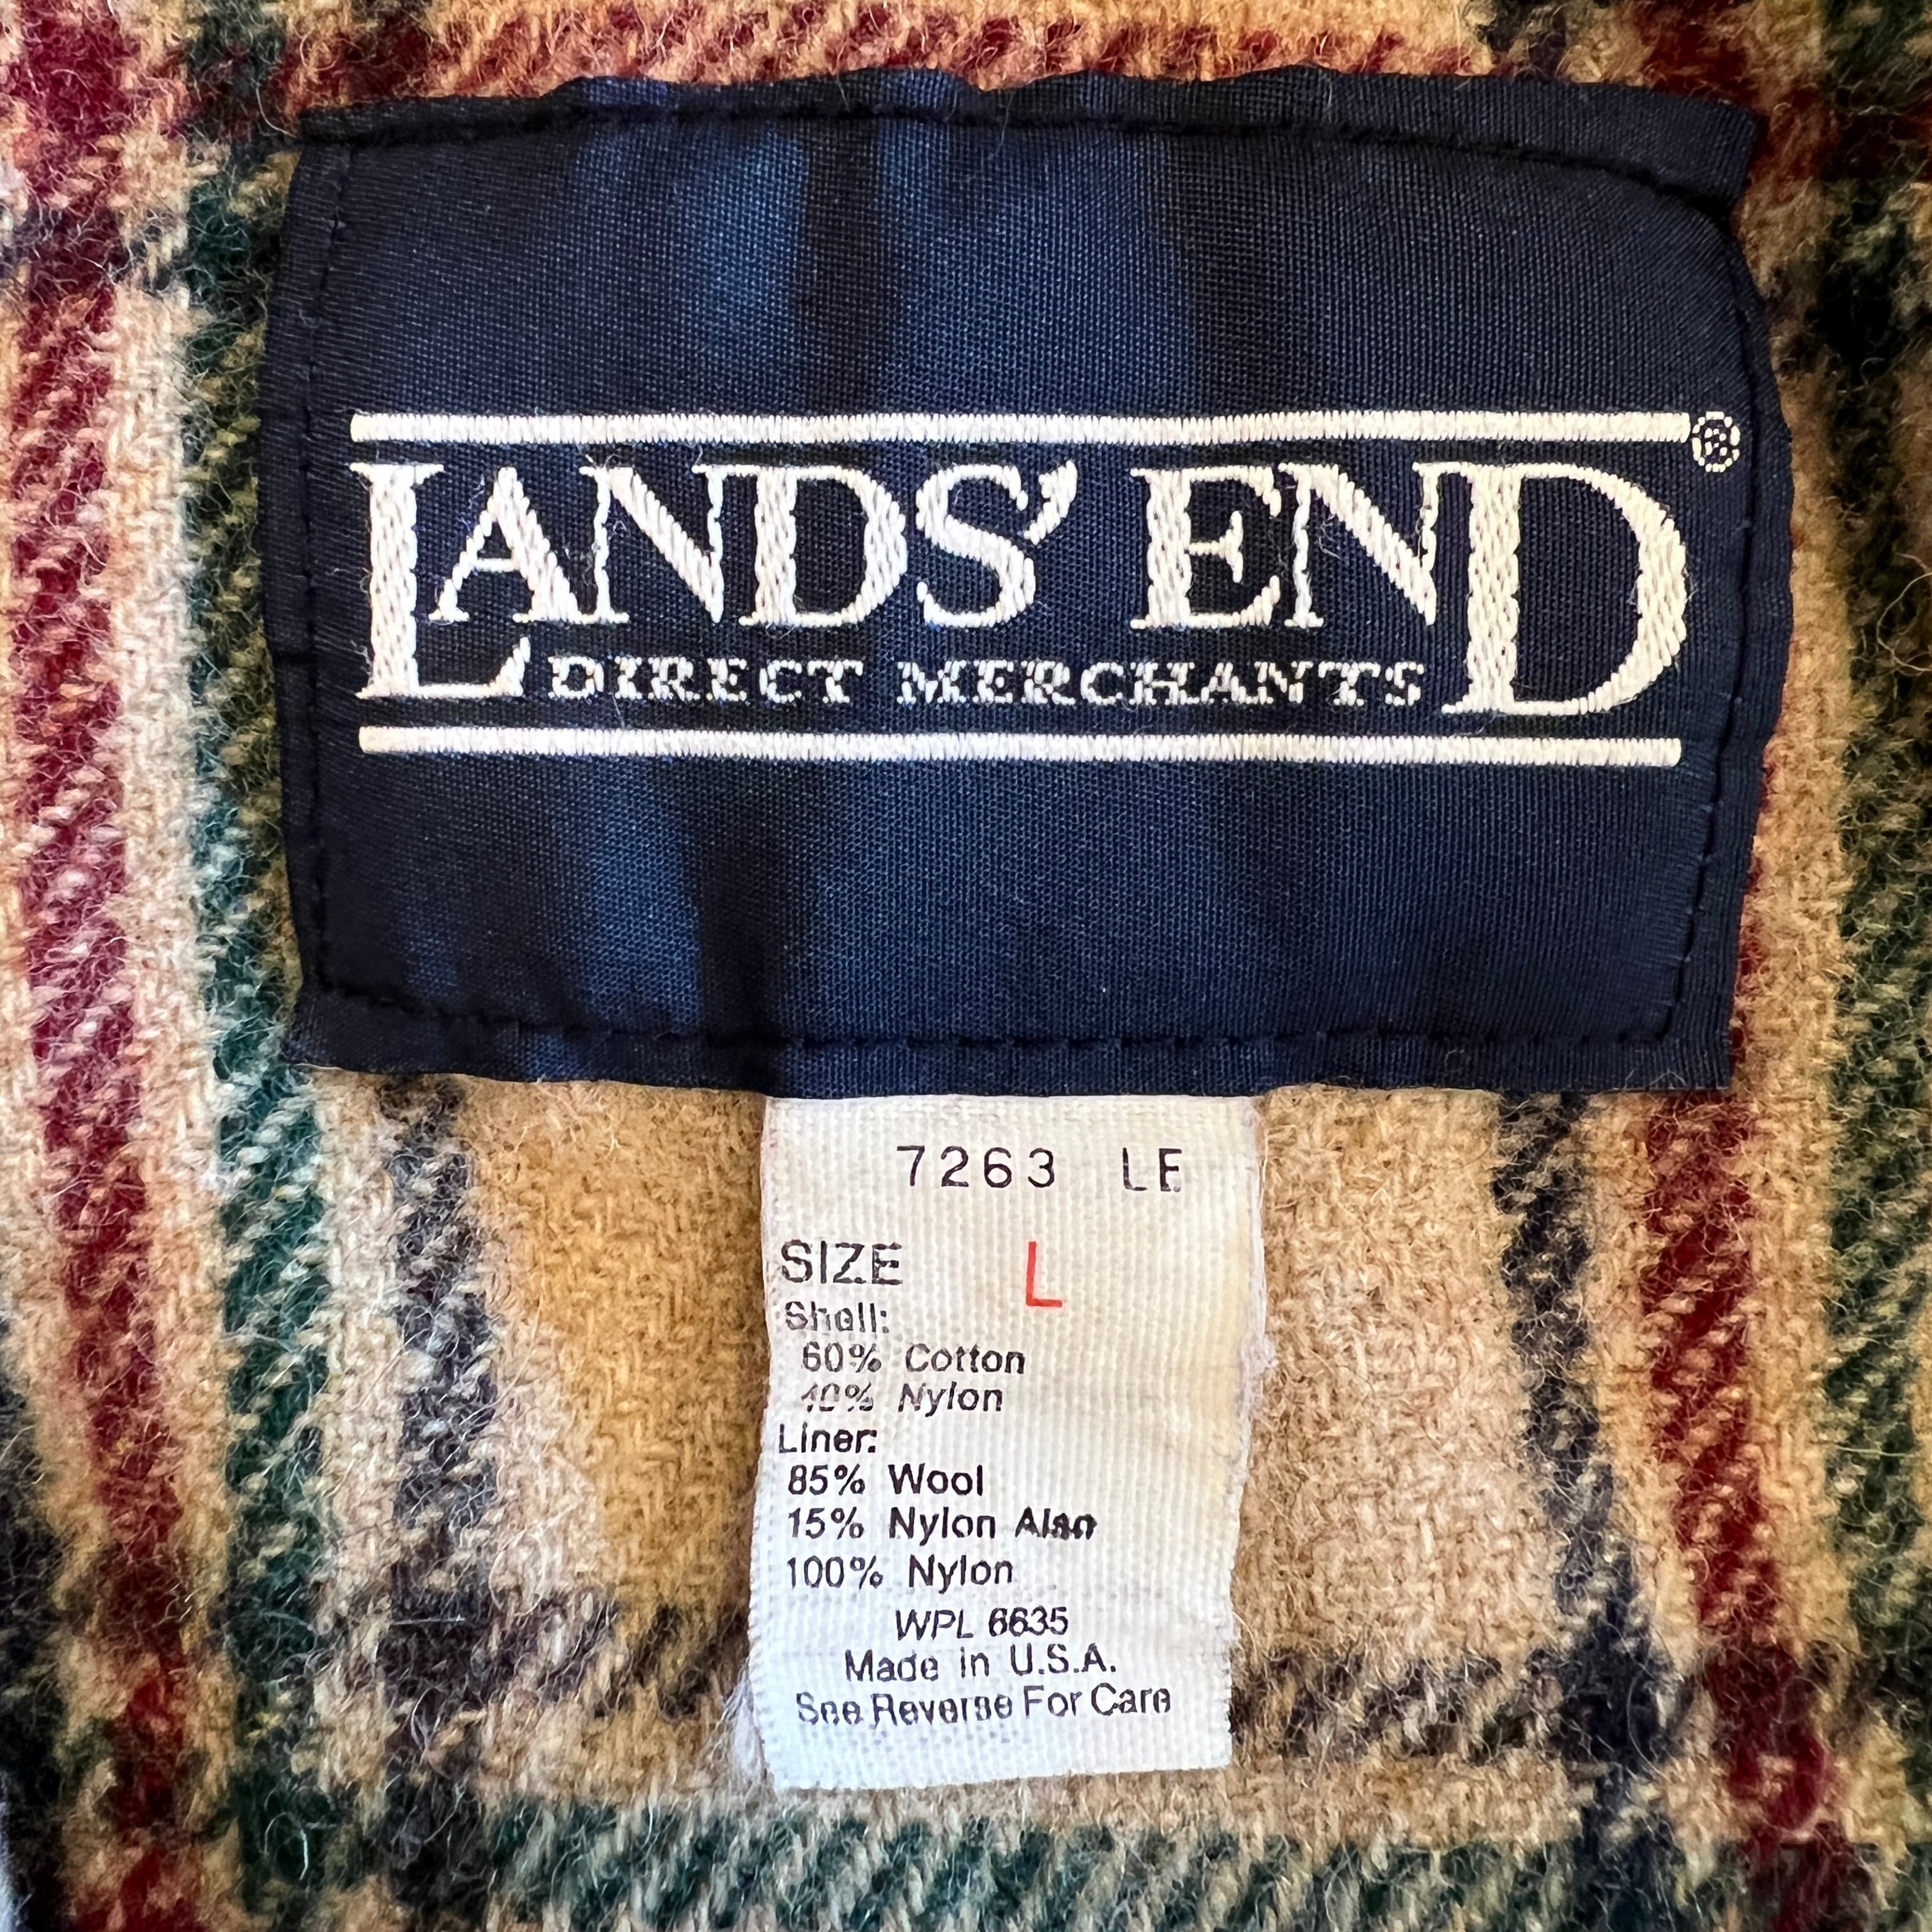 LANDS' END®
DIRECT MERCHANTS
7263 LE
SIZE L
Shell:
60% Cotton
40% Nylon
Liner:
85% Wool
15% Nylon Also
100% Nylon
WPL 6635
Made in U.S.A.
See Reverse For Care